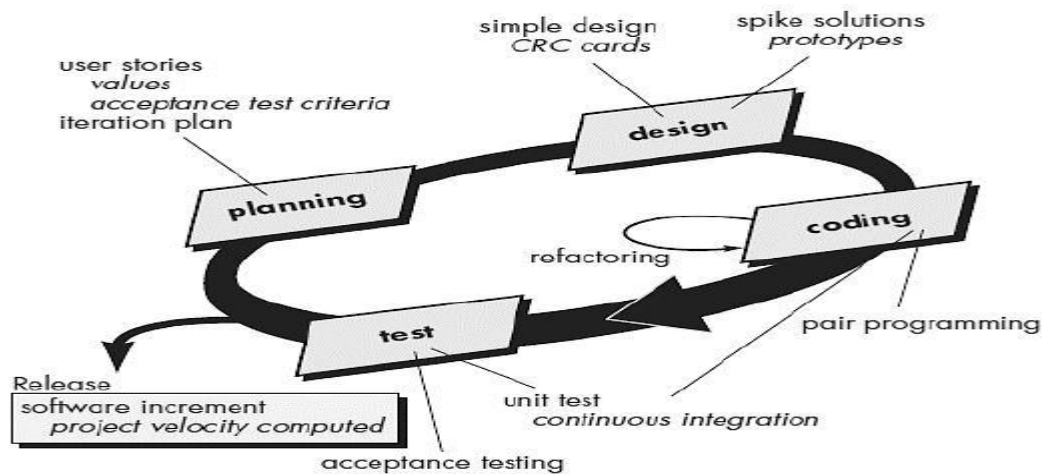 simple design
CRC cards
spike solutions
prototypes
user stories
values
acceptance test criteria
iteration plan
design
planning
coding
refactoring
test
pair programming
Release
software increment
project velocity computed
unit test
continuous integration
acceptance testing